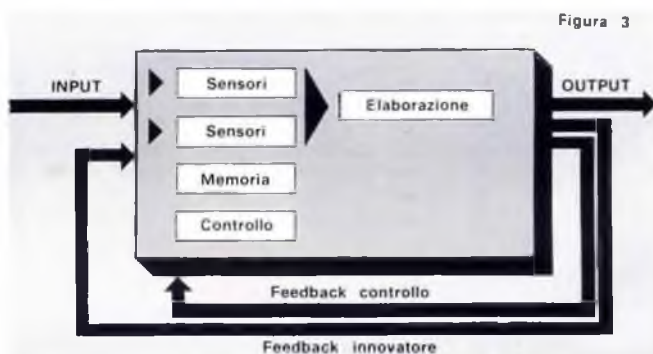 Figura 3
INPUT
Sensori
Elaborazione
OUTPUT
Sensori
Memoria
Controllo
Feedback controllo
Feedback innovatore